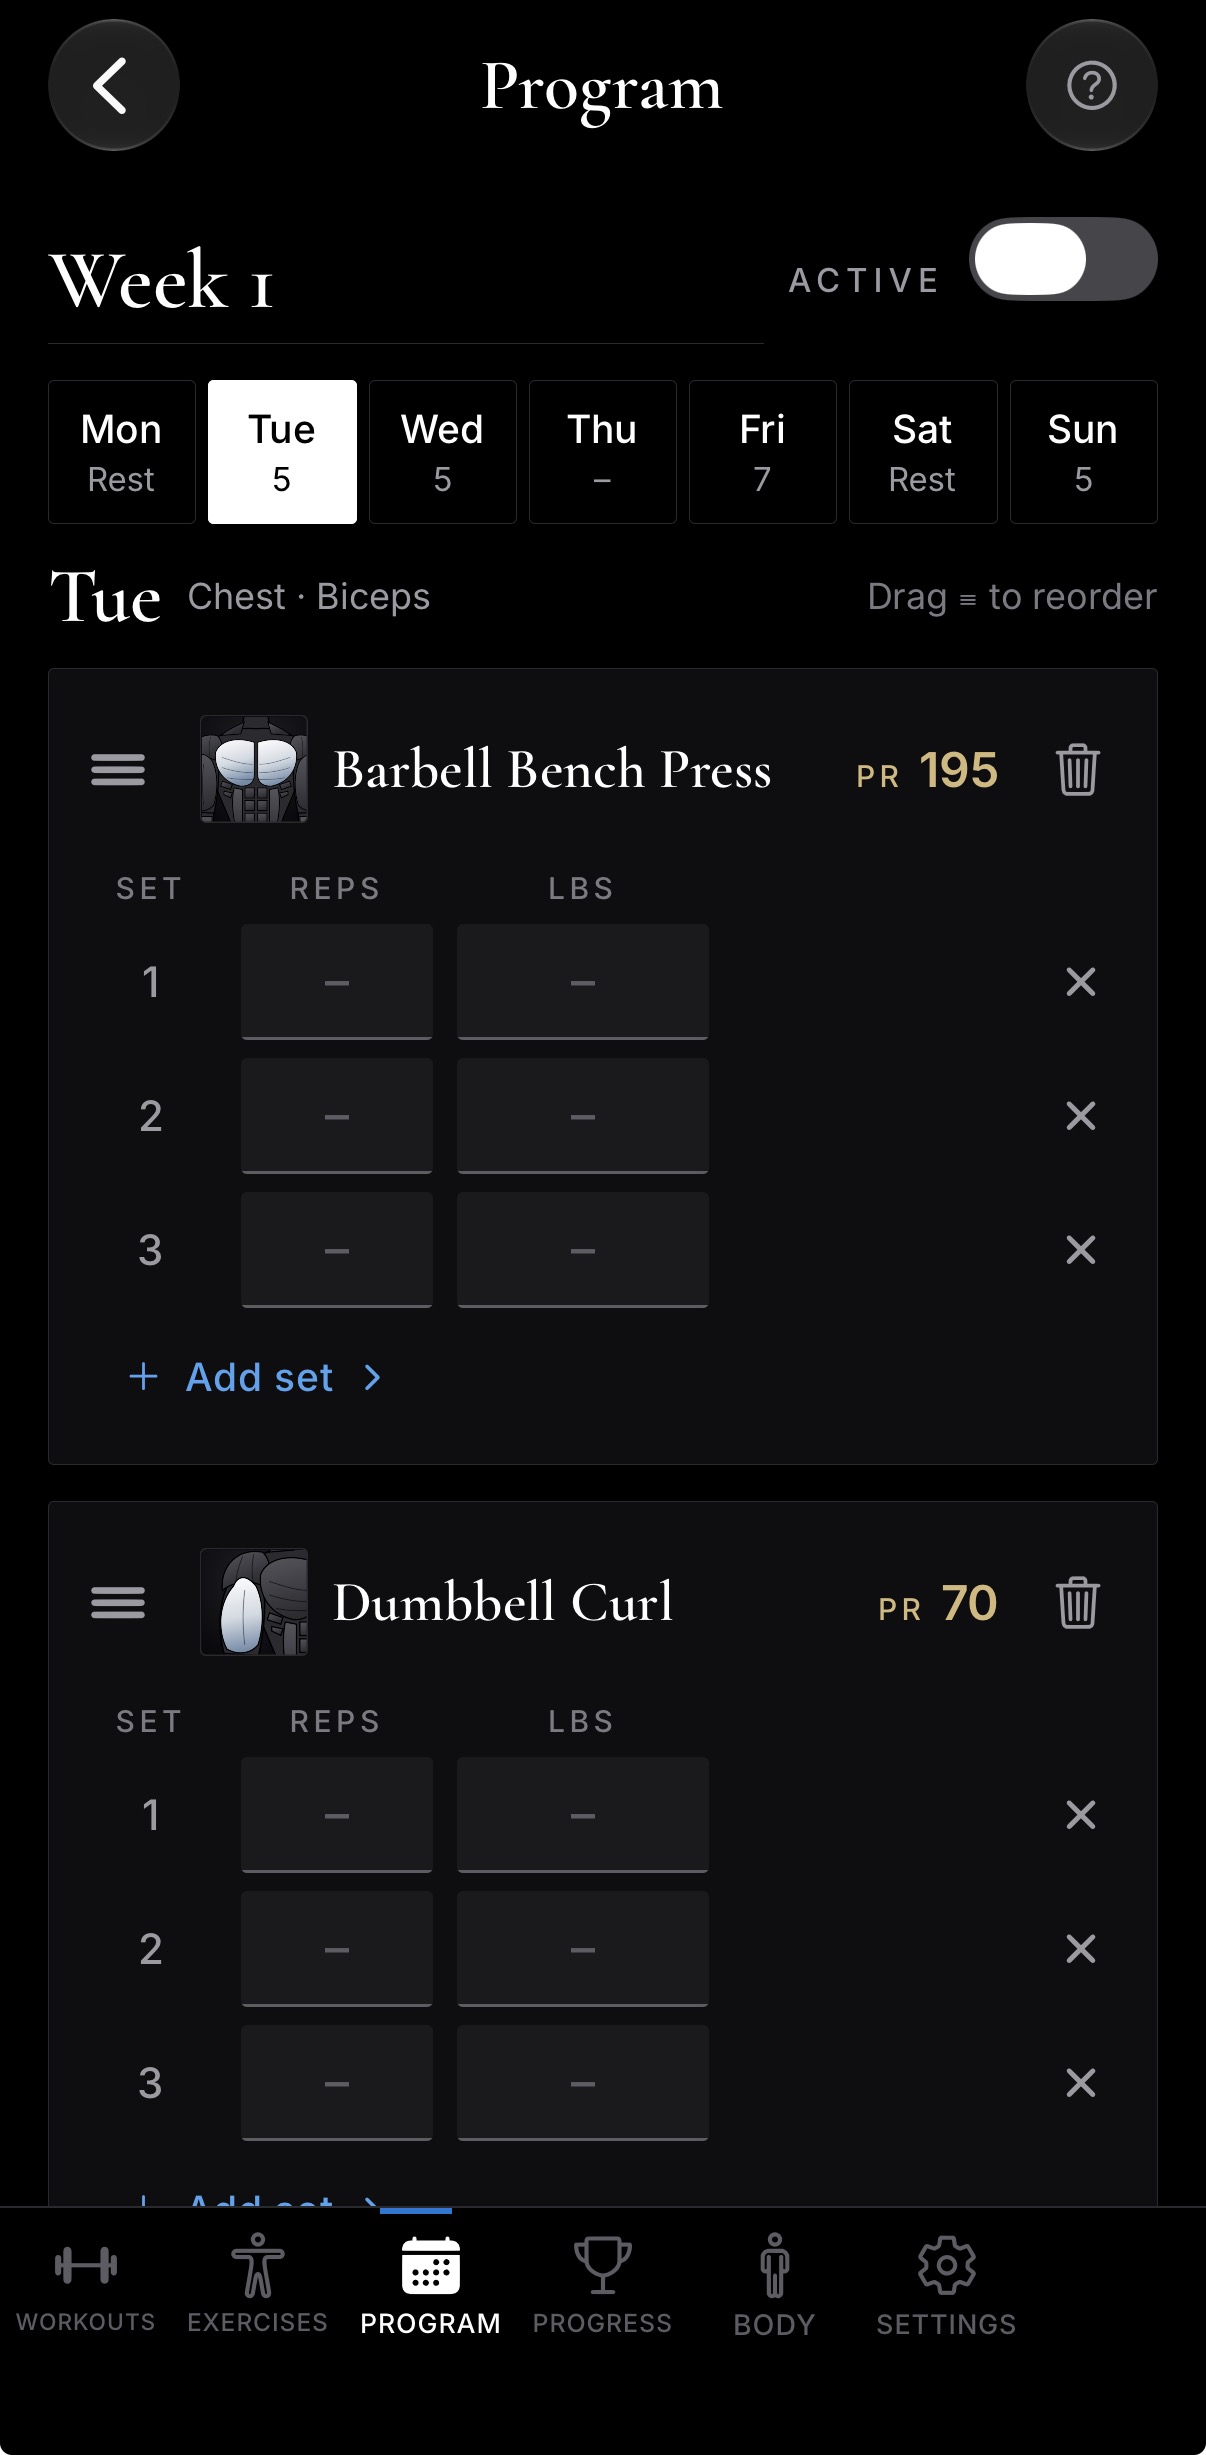 Program
Week 1
ACTIVE
Mon Tue Wed Thu Fri Sat Sun
Rest 5 5 – 7 Rest 5
Tue Chest · Biceps Drag ≡ to reorder
Barbell Bench Press PR 195
SET REPS LBS
1 – –
2 – –
3 – –
+ Add set >
Dumbbell Curl PR 70
SET REPS LBS
1 – –
2 – –
3 – –
+ Add set >
WORKOUTS EXERCISES PROGRAM PROGRESS BODY SETTINGS